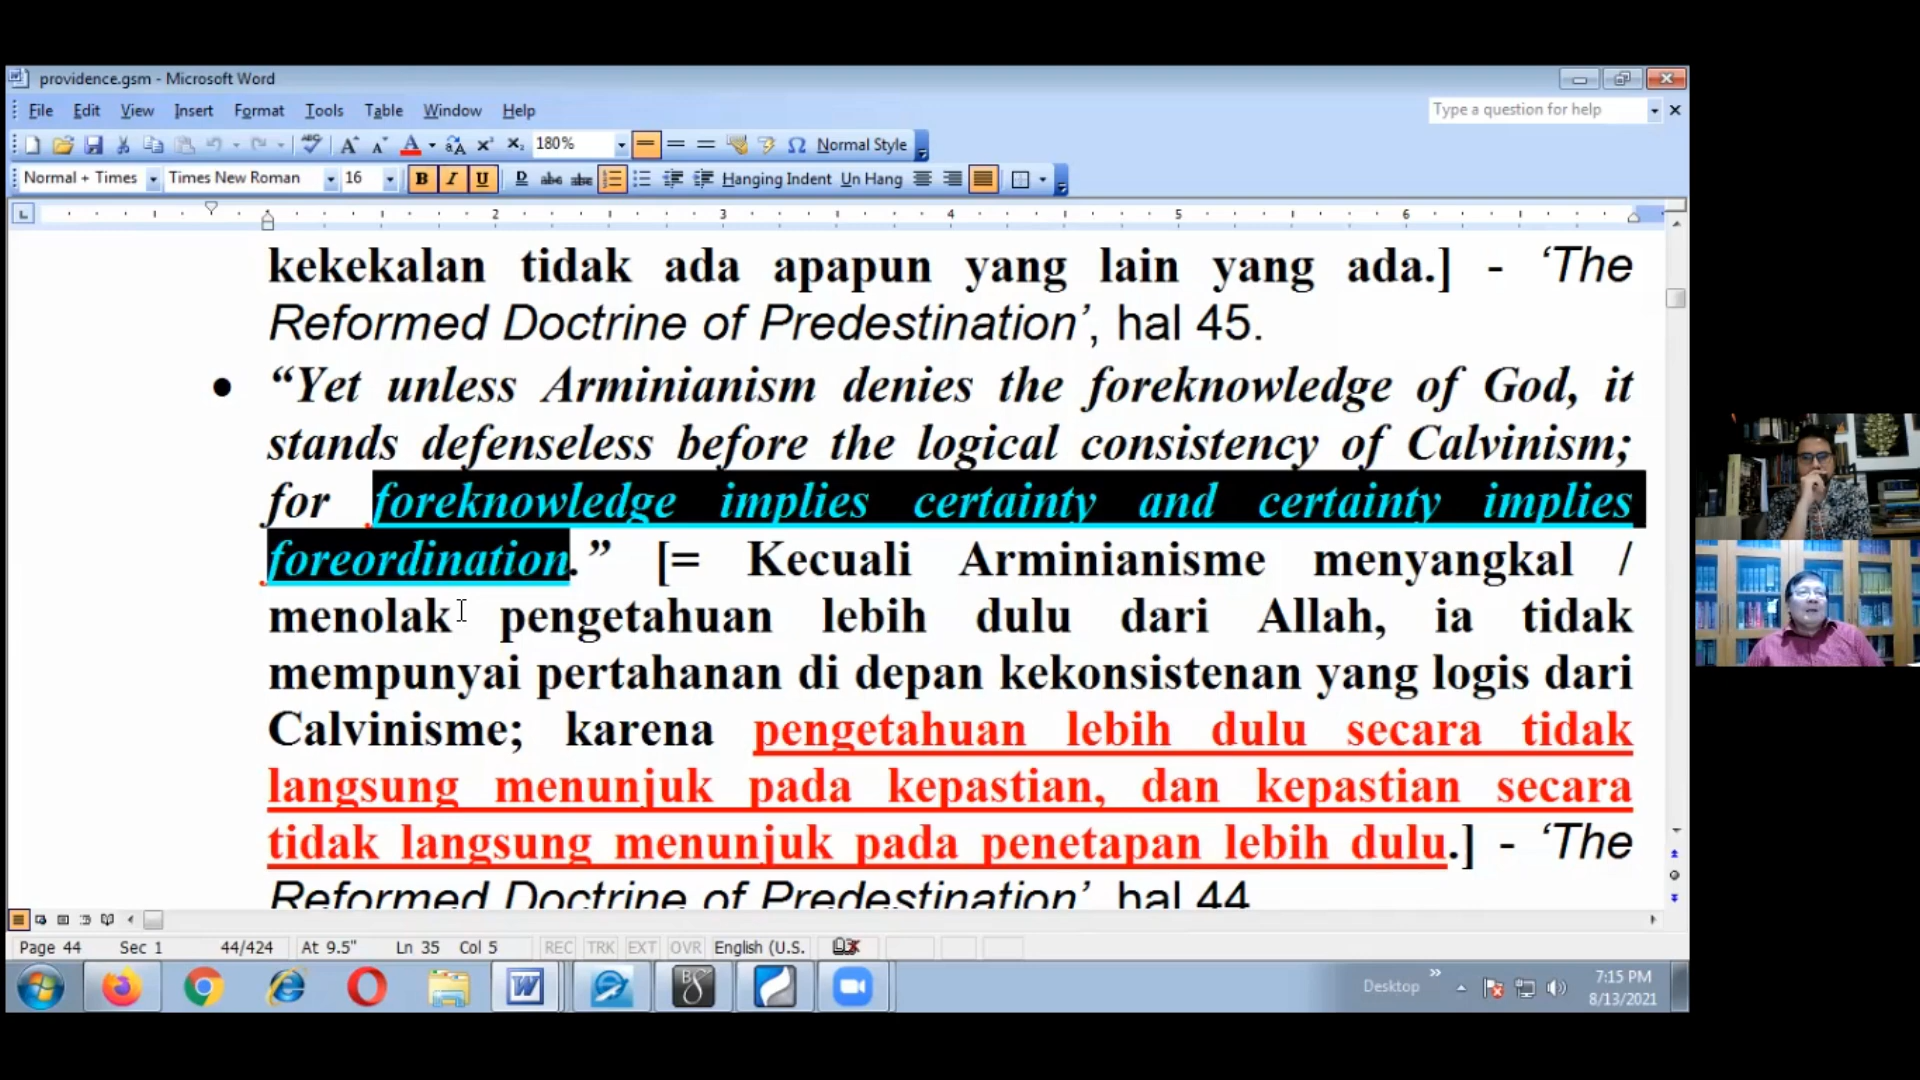 providence.gsm - Microsoft Word
File Edit View Insert Format Tools Table Window Help Type a question for help
180% Normal Style
Normal + Times Times New Roman 16 B I U Hanging Indent Un Hang
2 3 4 5 6
kekekalan tidak ada apapun yang lain yang ada.] - ‘The
Reformed Doctrine of Predestination’, hal 45.
• “Yet unless Arminianism denies the foreknowledge of God, it
stands defenseless before the logical consistency of Calvinism;
for foreknowledge implies certainty and certainty implies
foreordination.” [= Kecuali Arminianisme menyangkal /
menolak pengetahuan lebih dulu dari Allah, ia tidak
mempunyai pertahanan di depan kekonsistenan yang logis dari
Calvinisme; karena pengetahuan lebih dulu secara tidak
langsung menunjuk pada kepastian, dan kepastian secara
tidak langsung menunjuk pada penetapan lebih dulu.] - ‘The
Reformed Doctrine of Predestination’ hal 44
Page 44 Sec 1 44/424 At 9.5" Ln 35 Col 5 REC TRK EXT OVR English (U.S.
Desktop » 7:15 PM
8/13/2021